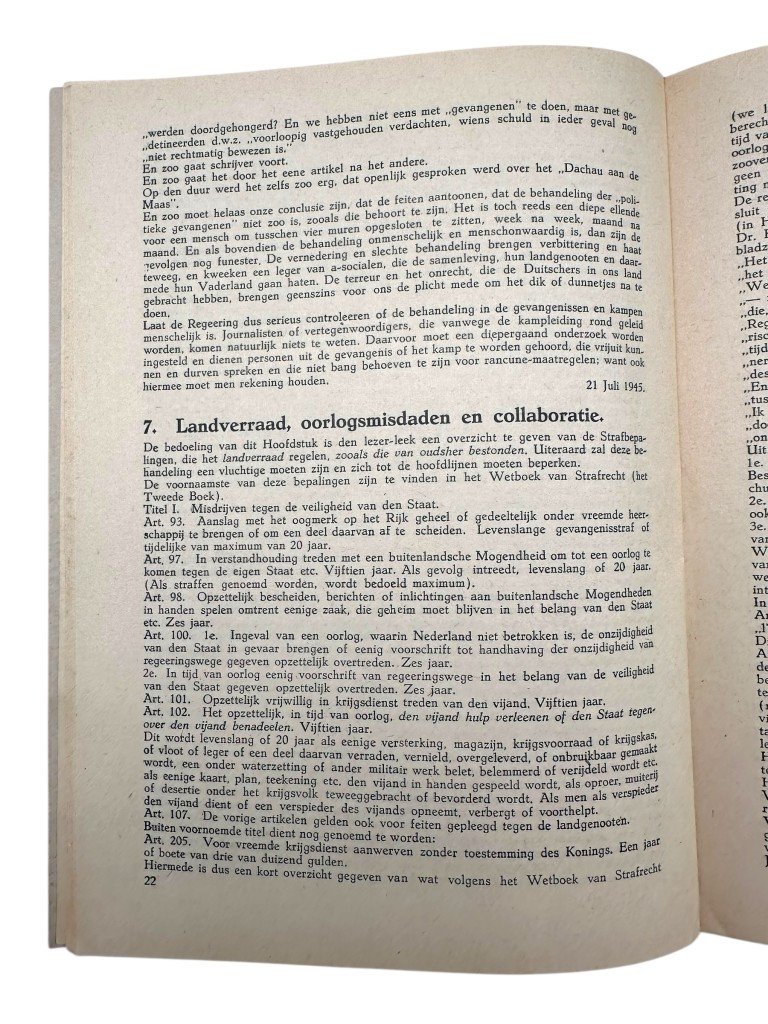 „werden doordgehongerd? En we hebben niet eens met „gevangenen" te doen, maar met ge-
„detineerden d.w.z. „voorloopig vastgehouden verdachten, wiens schuld in ieder geval nog
„niet rechtmatig bewezen is."
En zoo gaat schrijver voort.
En zoo gaat het door het eene artikel na het andere.
Op den duur werd het zelfs zoo erg, dat openlijk gesproken werd over het „Dachau aan de
Maas".
En zoo moet helaas onze conclusie zijn, dat de feiten aantoonen, dat de behandeling der „poli-
tieke gevangenen" niet zoo is, zooals die behoort te zijn. Het is toch reeds een diepe ellende
voor een mensch om tusschen vier muren opgesloten te zitten, week na week, maand na
maand. En als bovendien de behandeling onmenschelijk en menschonwaardig is, dan zijn de
gevolgen nog funester. De vernedering en slechte behandeling brengen verbittering en haat
teweeg, en kweeken een leger van a-socialen, die de samenleving, hun landgenooten en daar-
mede hun Vaderland gaan haten. De terreur en het onrecht, die de Duitschers in ons land
gebracht hebben, brengen geenszins voor ons de plicht mede om het dik of dunnetjes na te
doen.
Laat de Regeering dus serieus controleeren of de behandeling in de gevangenissen en kampen
menschelijk is. Journalisten of vertegenwoordigers, die vanwege de kampleiding rond geleid
worden, komen natuurlijk niets te weten. Daarvoor moet een diepergaand onderzoek worden
ingesteld en dienen personen uit de gevangenis of het kamp te worden gehoord, die vrijuit kun-
nen en durven spreken en die niet bang behoeven te zijn voor rancune-maatregelen; want ook
hiermee moet men rekening houden.
21 Juli 1945.
7. Landverraad, oorlogsmisdaden en collaboratie.
De bedoeling van dit Hoofdstuk is den lezer-leek een overzicht te geven van de Strafbepa-
lingen, die het landverraad regelen, zooals die van oudsher bestonden. Uiteraard zal deze be-
handeling een vluchtige moeten zijn en zich tot de hoofdlijnen moeten beperken.
De voornaamste van deze bepalingen zijn te vinden in het Wetboek van Strafrecht (het
Tweede Boek).
Titel I. Misdrijven tegen de veiligheid van den Staat.
Art. 93. Aanslag met het oogmerk op het Rijk geheel of gedeeltelijk onder vreemde heer-
schappij te brengen of om een deel daarvan af te scheiden. Levenslange gevangenisstraf of
tijdelijke van maximum van 20 jaar.
Art. 97. In verstandhouding treden met een buitenlandsche Mogendheid om tot een oorlog te
komen tegen de eigen Staat etc. Vijftien jaar. Als gevolg intreedt, levenslang of 20 jaar.
(Als straffen genoemd worden, wordt bedoeld maximum).
Art. 98. Opzettelijk bescheiden, berichten of inlichtingen aan buitenlandsche Mogendheden
in handen spelen omtrent eenige zaak, die geheim moet blijven in het belang van den Staat
etc. Zes jaar.
Art. 100. 1e. Ingeval van een oorlog, waarin Nederland niet betrokken is, de onzijdigheid
van den Staat in gevaar brengen of eenig voorschrift tot handhaving der onzijdigheid van
regeeringswege gegeven opzettelijk overtreden. Zes jaar.
2e. In tijd van oorlog eenig voorschrift van regeeringswege in het belang van de veiligheid
van den Staat gegeven opzettelijk overtreden. Zes jaar.
Art. 101. Opzettelijk vrijwillig in krijgsdienst treden van den vijand. Vijftien jaar.
Art. 102. Het opzettelijk, in tijd van oorlog, den vijand hulp verleenen of den Staat tegen-
over den vijand benadeelen. Vijftien jaar.
Dit wotdt levenslang of 20 jaar als eenige versterking, magazijn, krijgsvoorraad of krijgskas,
of vloot of leger of een deel daarvan verraden, vernield, overgeleverd, of onbruikbaar gemaakt
wordt, een onder waterzetting of ander militair werk belet, belemmerd of verijdeld wordt etc.
als eenige kaart, plan, teekening etc. den vijand in handen gespeeld wordt, als oproer, muiterij
of desertie onder het krijgsvolk teweeggebracht of bevorderd wordt. Als men als verspieder
den vijand dient of een verspieder des vijands opneemt, verbergt of voorthelpt.
Art. 107. De vorige artikelen gelden ook voor feiten gepleegd tegen de landgenooten.
Buiten voornoemde titel dient nog genoemd te worden:
Art. 205. Voor vreemde krijgsdienst aanwerven zonder toestemming des Konings. Een jaar
of boete van drie van duizend gulden.
Hiermede is dus een kort overzicht gegeven van wat volgens het Wetboek van Strafrecht
22